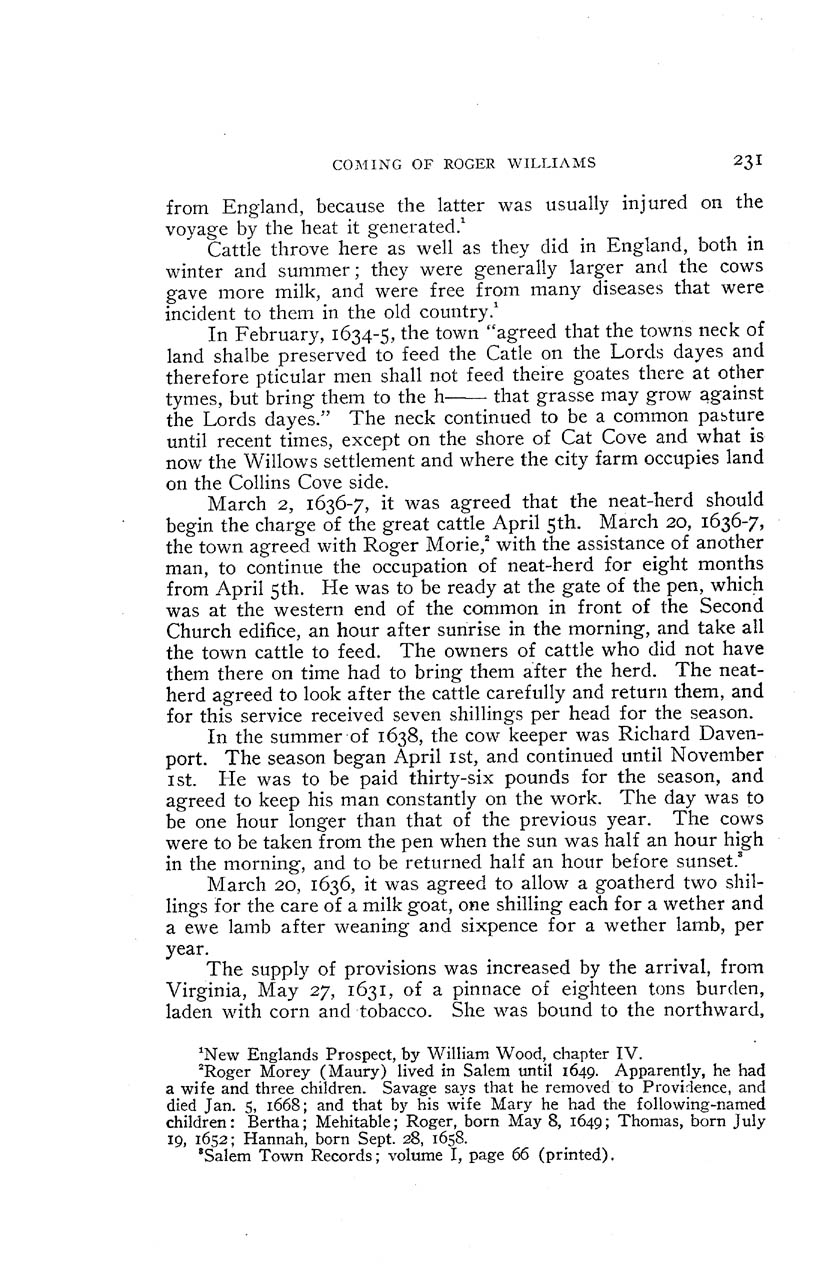 COMING OF ROGER WILLIAMS 231
from England, because the latter was usually injured on the
voyage by the heat it generated.¹
Cattle throve here as well as they did in England, both in
winter and summer; they were generally larger and the cows
gave more milk, and were free from many diseases that were
incident to them in the old country.¹
In February, 1634-5, the town “agreed that the towns neck of
land shalbe preserved to feed the Catle on the Lords dayes and
therefore pticular men shall not feed theire goates there at other
tymes, but bring them to the h—— that grasse may grow against
the Lords dayes.” The neck continued to be a common pasture
until recent times, except on the shore of Cat Cove and what is
now the Willows settlement and where the city farm occupies land
on the Collins Cove side.
March 2, 1636-7, it was agreed that the neat-herd should
begin the charge of the great cattle April 5th. March 20, 1636-7,
the town agreed with Roger Morie,² with the assistance of another
man, to continue the occupation of neat-herd for eight months
from April 5th. He was to be ready at the gate of the pen, which
was at the western end of the common in front of the Second
Church edifice, an hour after sunrise in the morning, and take all
the town cattle to feed. The owners of cattle who did not have
them there on time had to bring them after the herd. The neat-
herd agreed to look after the cattle carefully and return them, and
for this service received seven shillings per head for the season.
In the summer of 1638, the cow keeper was Richard Daven-
port. The season began April 1st, and continued until November
1st. He was to be paid thirty-six pounds for the season, and
agreed to keep his man constantly on the work. The day was to
be one hour longer than that of the previous year. The cows
were to be taken from the pen when the sun was half an hour high
in the morning, and to be returned half an hour before sunset.³
March 20, 1636, it was agreed to allow a goatherd two shil-
lings for the care of a milk goat, one shilling each for a wether and
a ewe lamb after weaning and sixpence for a wether lamb, per
year.
The supply of provisions was increased by the arrival, from
Virginia, May 27, 1631, of a pinnace of eighteen tons burden,
laden with corn and tobacco. She was bound to the northward,
¹New Englands Prospect, by William Wood, chapter IV.
²Roger Morey (Maury) lived in Salem until 1649. Apparently, he had
a wife and three children. Savage says that he removed to Providence, and
died Jan. 5, 1668; and that by his wife Mary he had the following-named
children: Bertha; Mehitable; Roger, born May 8, 1649; Thomas, born July
19, 1652; Hannah, born Sept. 28, 1658.
³Salem Town Records; volume I, page 66 (printed).